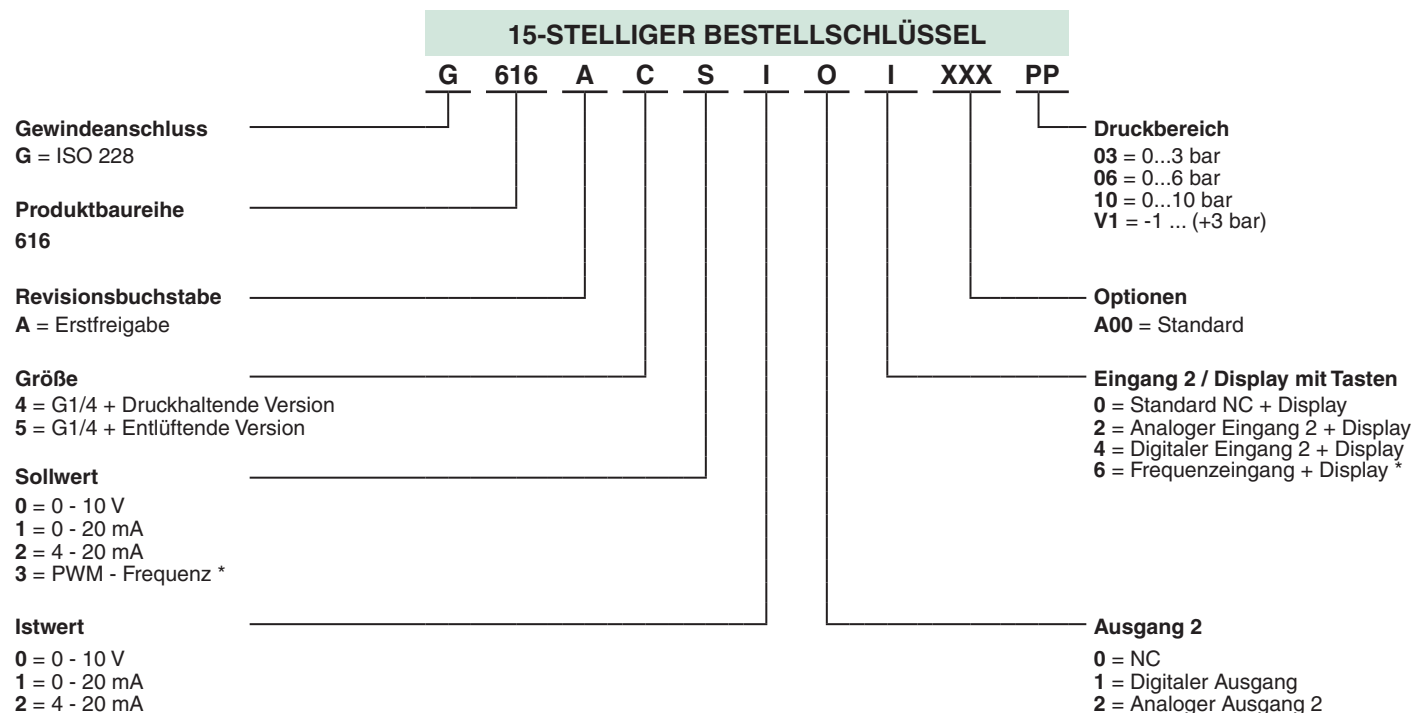 15-STELLIGER BESTELLSCHLÜSSEL
G 616 A C S I O I XXX PP
Gewindeanschluss
G = ISO 228
Produktbaureihe
616
Revisionsbuchstabe
A = Erstfreigabe
Größe
4 = G1/4 + Druckhaltende Version
5 = G1/4 + Entlüftende Version
Sollwert
0 = 0 - 10 V
1 = 0 - 20 mA
2 = 4 - 20 mA
3 = PWM - Frequenz *
Istwert
0 = 0 - 10 V
1 = 0 - 20 mA
2 = 4 - 20 mA
Druckbereich
03 = 0...3 bar
06 = 0...6 bar
10 = 0...10 bar
V1 = -1 ... (+3 bar)
Optionen
A00 = Standard
Eingang 2 / Display mit Tasten
0 = Standard NC + Display
2 = Analoger Eingang 2 + Display
4 = Digitaler Eingang 2 + Display
6 = Frequenzeingang + Display *
Ausgang 2
0 = NC
1 = Digitaler Ausgang
2 = Analoger Ausgang 2